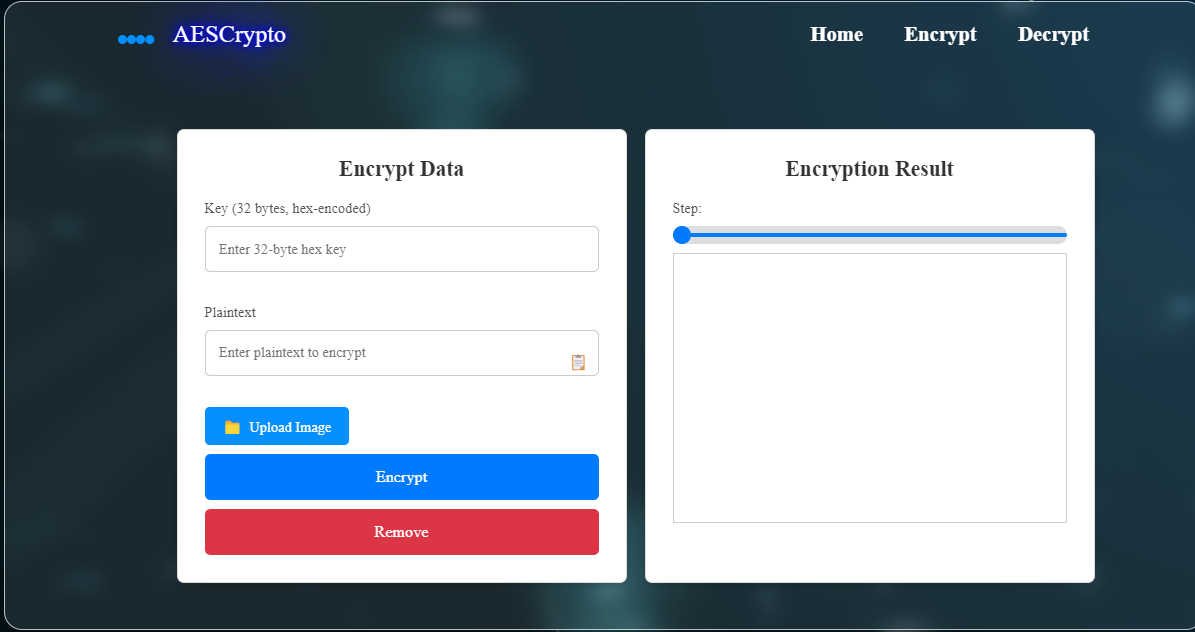 AESCrypto
Home Encrypt Decrypt
Encrypt Data
Key (32 bytes, hex-encoded)
Enter 32-byte hex key
Plaintext
Enter plaintext to encrypt
Upload Image
Encrypt
Remove
Encryption Result
Step: